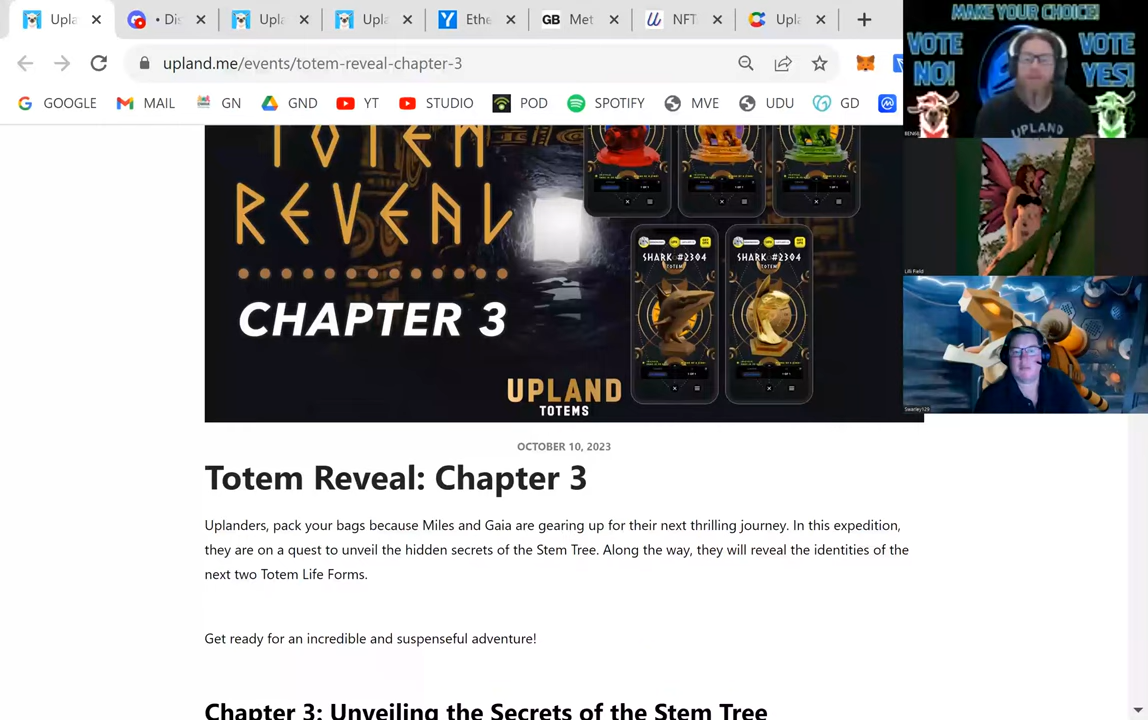 Upla
Dis
Upla
Upla
Ethe
Met
NFT
Upla
upland.me/events/totem-reveal-chapter-3
GOOGLE
MAIL
GN
GND
YT
STUDIO
POD
SPOTIFY
MVE
UDU
GD
MAKE YOUR CHOICE!
VOTE NO!
VOTE YES!
UPLAND
Lilli Field
Swarley129
TOTEM
REVEAL
CHAPTER 3
SHARK #2304
SHARK #2304
UPLAND
TOTEMS
OCTOBER 10, 2023
Totem Reveal: Chapter 3
Uplanders, pack your bags because Miles and Gaia are gearing up for their next thrilling journey. In this expedition,
they are on a quest to unveil the hidden secrets of the Stem Tree. Along the way, they will reveal the identities of the
next two Totem Life Forms.
Get ready for an incredible and suspenseful adventure!
Chapter 3: Unveiling the Secrets of the Stem Tree